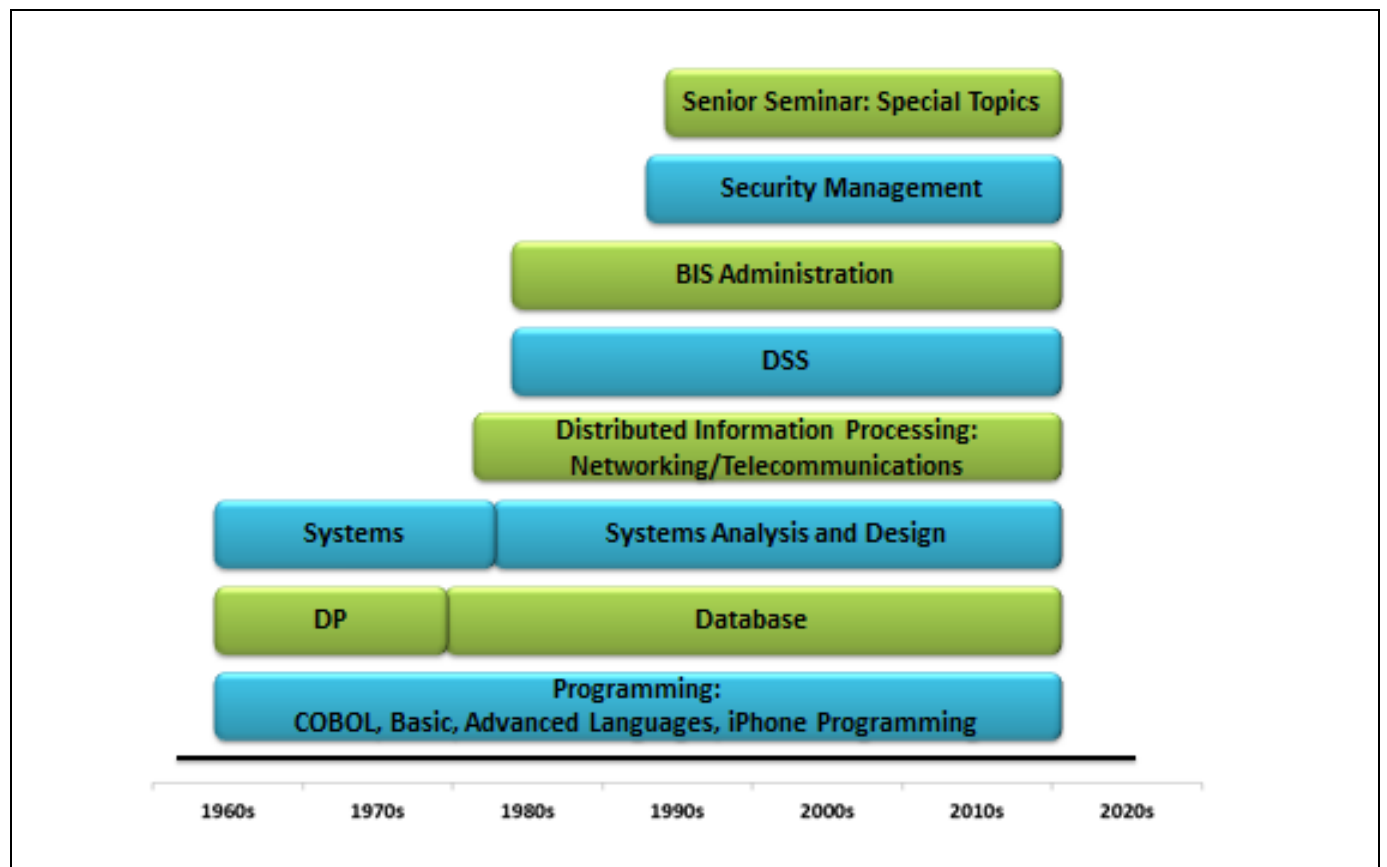 Senior Seminar: Special Topics
Security Management
BIS Administration
DSS
Distributed Information Processing:
Networking/Telecommunications
Systems
Systems Analysis and Design
DP
Database
Programming:
COBOL, Basic, Advanced Languages, iPhone Programming
1960s 1970s 1980s 1990s 2000s 2010s 2020s